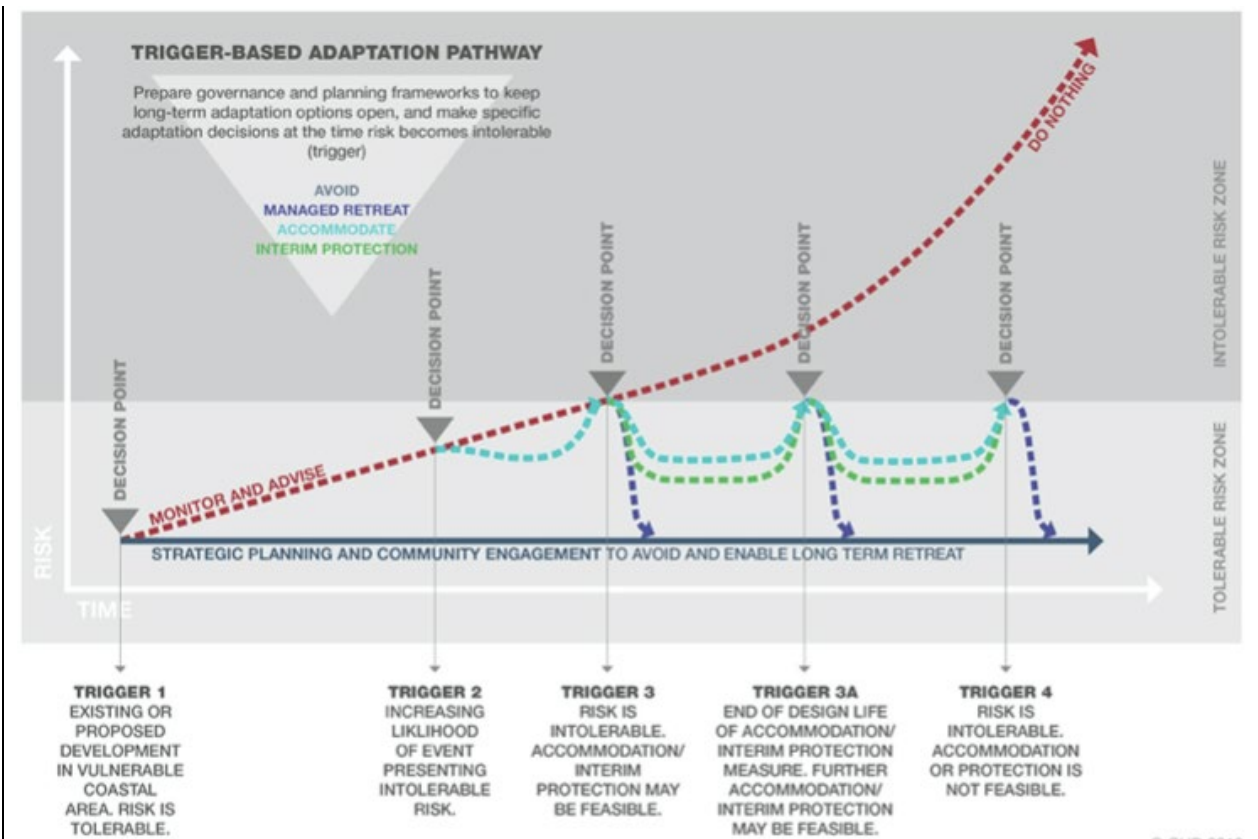 TRIGGER-BASED ADAPTATION PATHWAY
Prepare governance and planning frameworks to keep
long-term adaptation options open, and make specific
adaptation decisions at the time risk becomes intolerable
(trigger)
AVOID
MANAGED RETREAT
ACCOMMODATE
INTERIM PROTECTION
DO NOTHING
INTOLERABLE RISK ZONE
DECISION POINT
DECISION POINT
DECISION POINT
DECISION POINT
DECISION POINT
MONITOR AND ADVISE
STRATEGIC PLANNING AND COMMUNITY ENGAGEMENT TO AVOID AND ENABLE LONG TERM RETREAT
TOLERABLE RISK ZONE
RISK
TIME
TRIGGER 1
EXISTING OR
PROPOSED
DEVELOPMENT
IN VULNERABLE
COASTAL
AREA. RISK IS
TOLERABLE.
TRIGGER 2
INCREASING
LIKLIHOOD
OF EVENT
PRESENTING
INTOLERABLE
RISK.
TRIGGER 3
RISK IS
INTOLERABLE.
ACCOMMODATION/
INTERIM
PROTECTION MAY
BE FEASIBLE.
TRIGGER 3A
END OF DESIGN LIFE
OF ACCOMMODATION/
INTERIM PROTECTION
MEASURE. FURTHER
ACCOMMODATION/
INTERIM PROTECTION
MAY BE FEASIBLE.
TRIGGER 4
RISK IS
INTOLERABLE.
ACCOMMODATION
OR PROTECTION IS
NOT FEASIBLE.